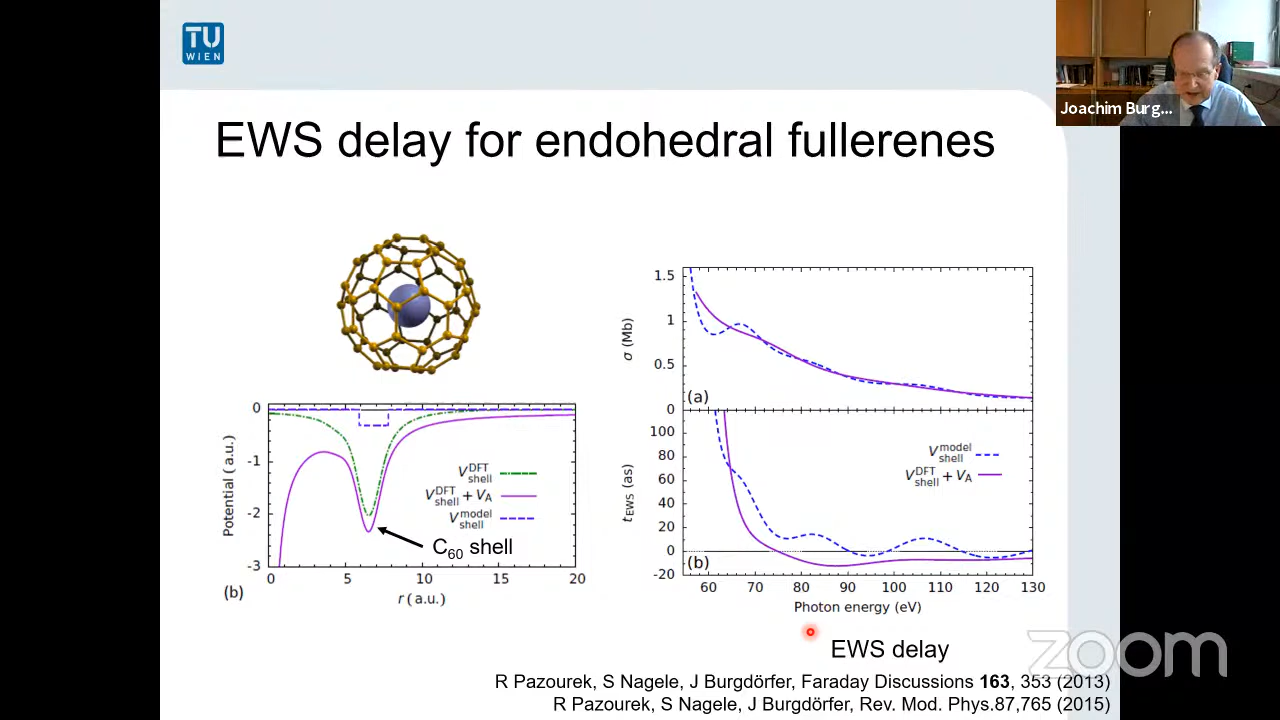 TU
WIEN
Joachim Burg...
EWS delay for endohedral fullerenes
0
-1
-2
-3
Potential ( a.u.)
V_shell^DFT
V_shell^DFT + V_A
V_shell^model
C60 shell
0 5 10 15 20
(b)
r ( a.u.)
1.5
1
0.5
0
σ (Mb)
(a)
100
80
60
40
20
0
-20
t_EWS (as)
V_shell^model
V_shell^DFT + V_A
(b)
60 70 80 90 100 110 120 130
Photon energy (eV)
EWS delay
zoom
R Pazourek, S Nagele, J Burgdörfer, Faraday Discussions 163, 353 (2013)
R Pazourek, S Nagele, J Burgdörfer, Rev. Mod. Phys.87,765 (2015)